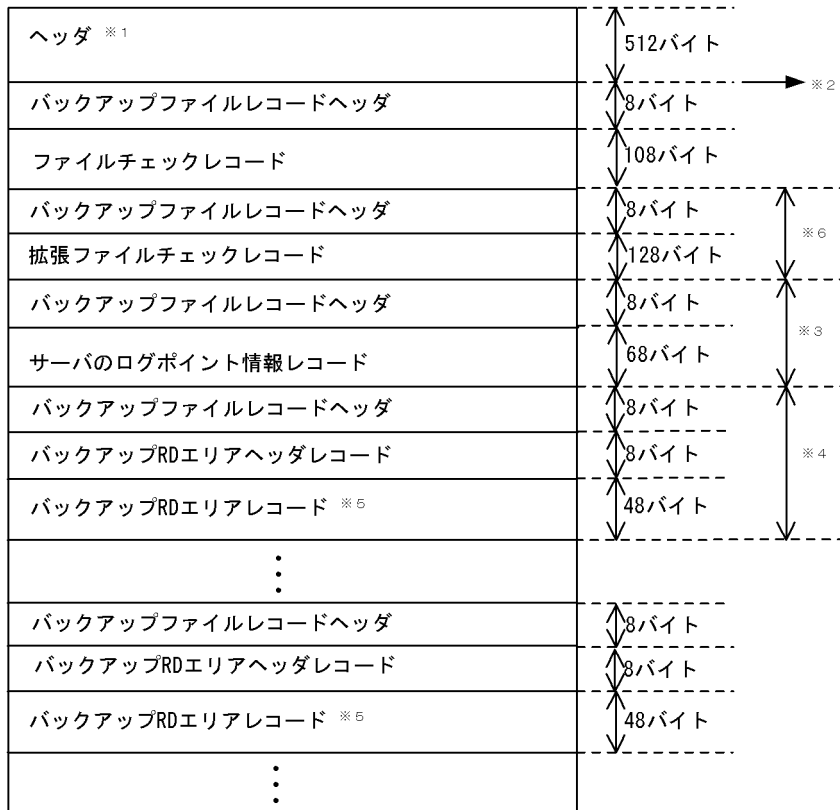 ヘッダ ※1
512バイト
※2
バックアップファイルレコードヘッダ
8バイト
ファイルチェックレコード
108バイト
バックアップファイルレコードヘッダ
8バイト
※6
拡張ファイルチェックレコード
128バイト
バックアップファイルレコードヘッダ
8バイト
※3
サーバのログポイント情報レコード
68バイト
バックアップファイルレコードヘッダ
8バイト
バックアップRDエリアヘッダレコード
8バイト
※4
バックアップRDエリアレコード ※5
48バイト
バックアップファイルレコードヘッダ
8バイト
バックアップRDエリアヘッダレコード
8バイト
バックアップRDエリアレコード ※5
48バイト